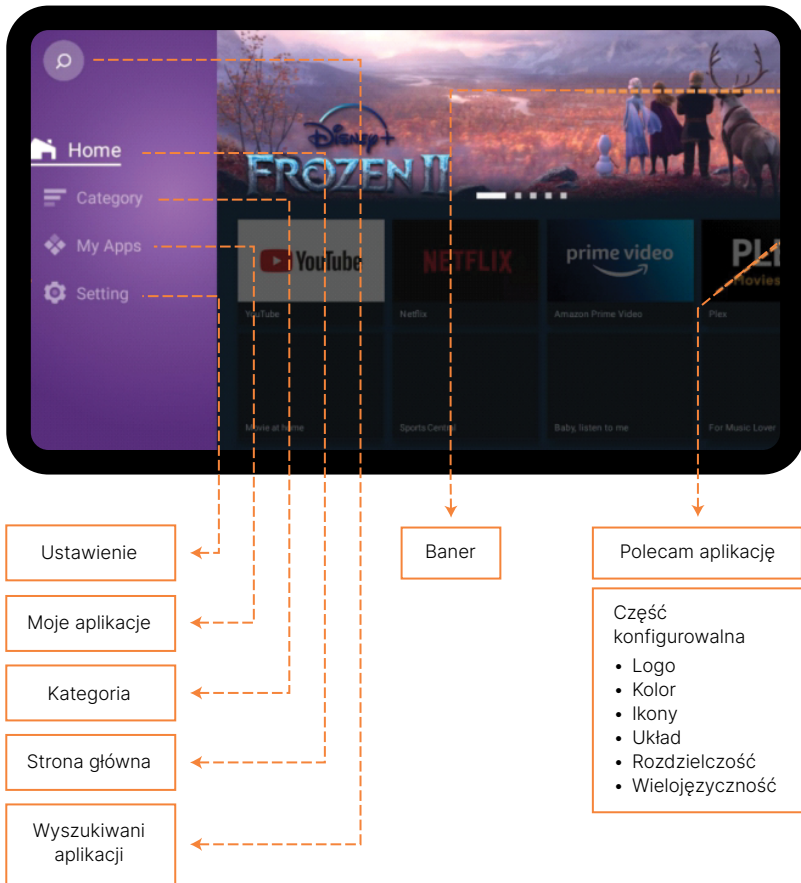 Home
Category
My Apps
Setting
Disney+
FROZEN II
YouTube
NETFLIX
prime video
PLE
Movies
YouTube
Netflix
Amazon Prime Video
Plex
Movie at home
Sports Central
Baby, listen to me
For Music Lover
Ustawienie
Moje aplikacje
Kategoria
Strona główna
Wyszukiwani
aplikacji
Baner
Polecam aplikację
Część
konfigurowalna
• Logo
• Kolor
• Ikony
• Układ
• Rozdzielczość
• Wielojęzyczność